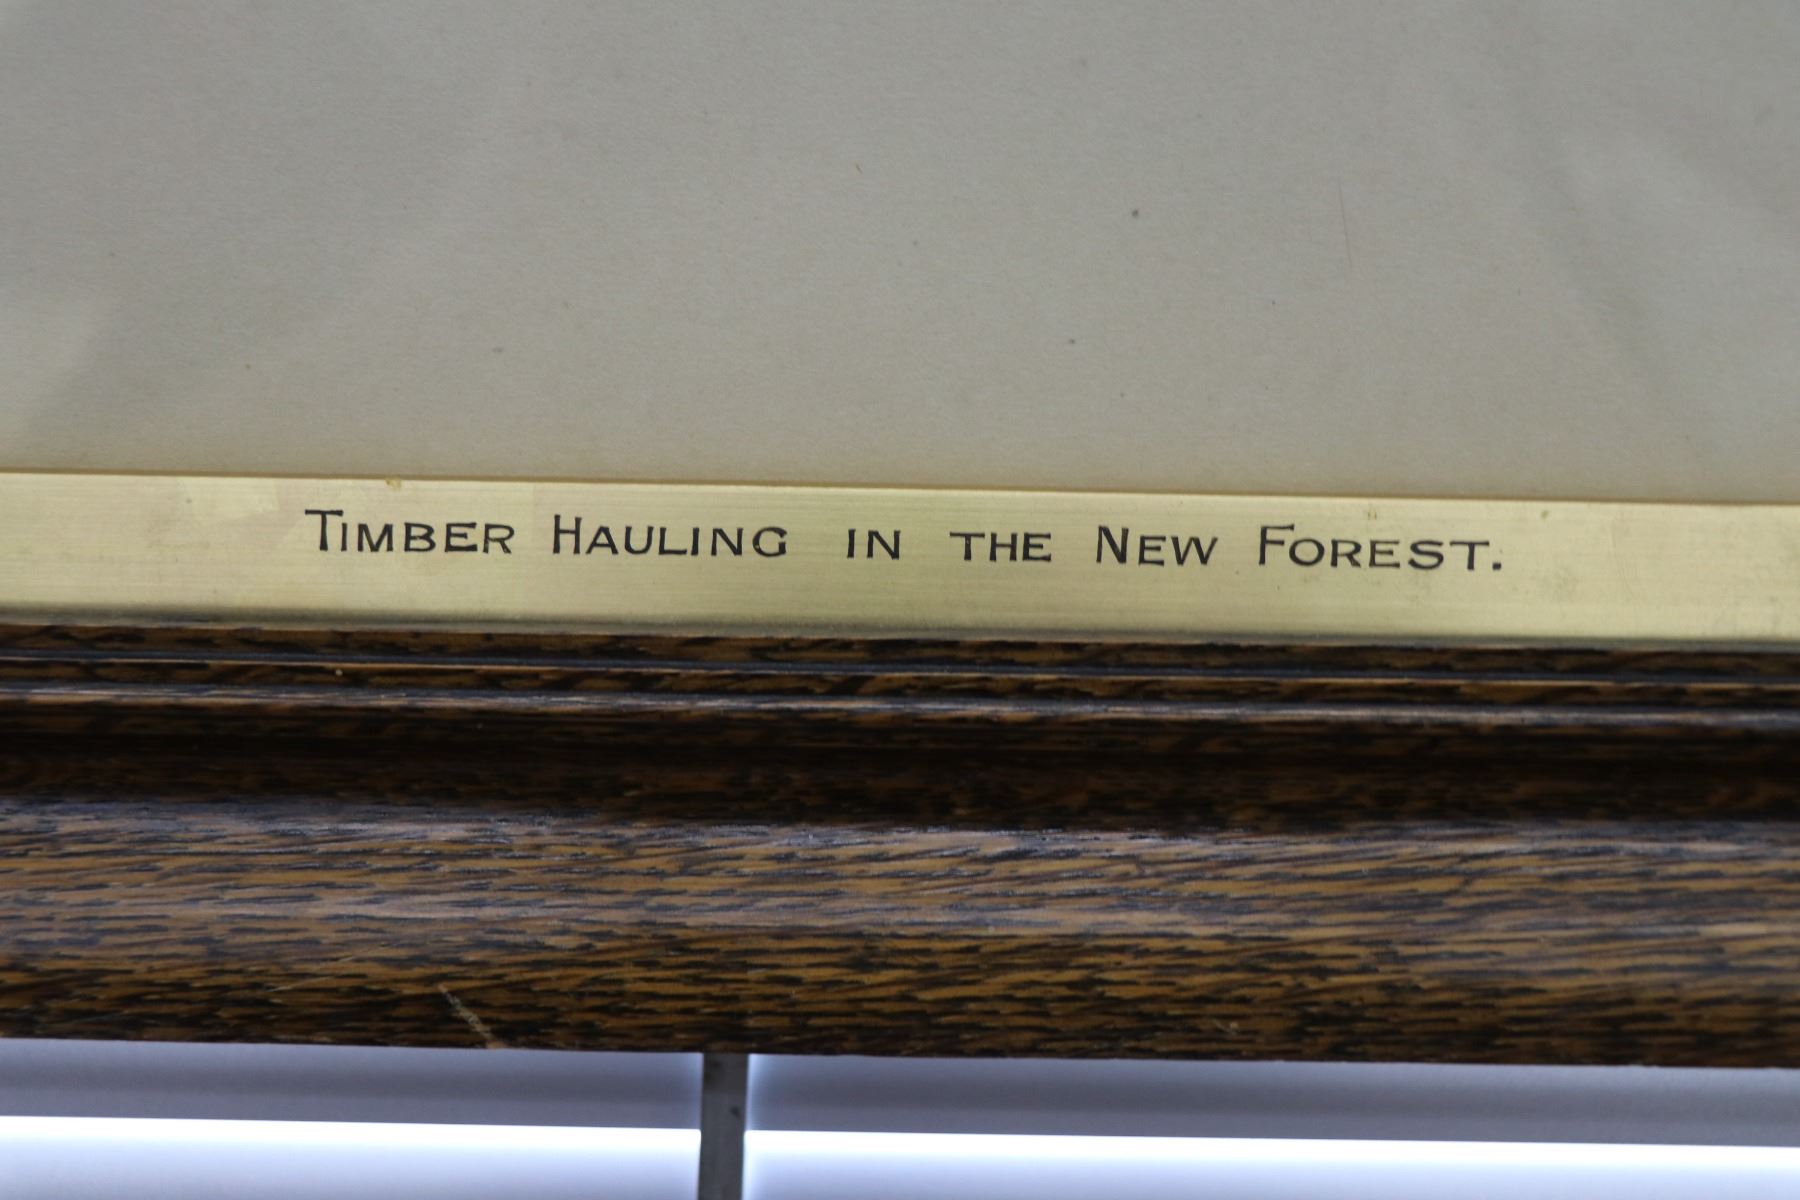 Timber Hauling in the New Forest.